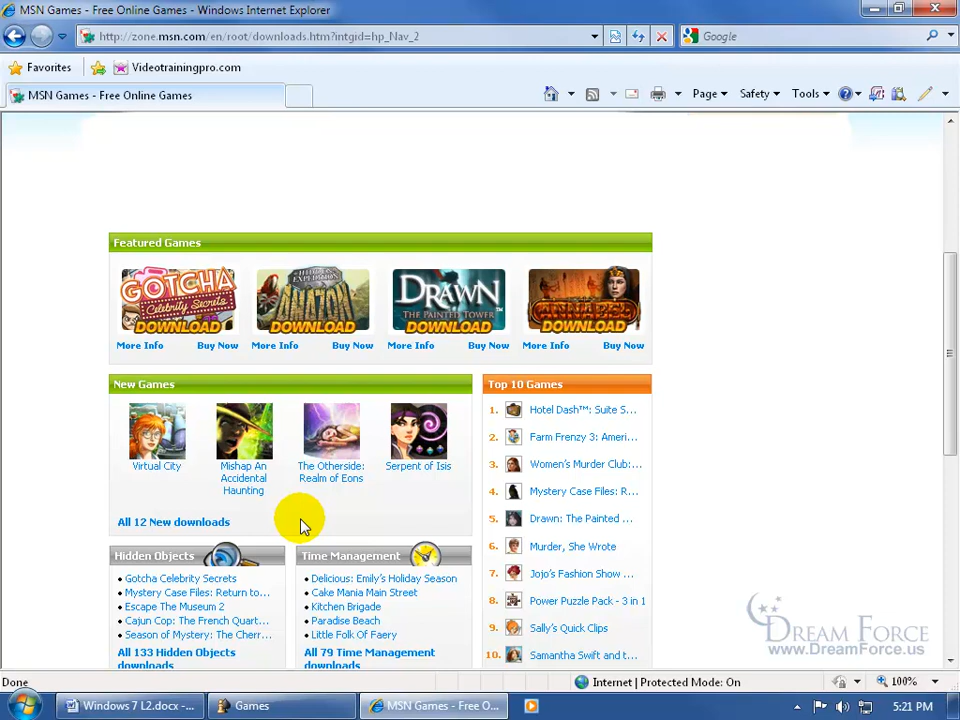 MSN Games - Free Online Games - Windows Internet Explorer
http://zone.msn.com/en/root/downloads.htm?intgid=hp_Nav_2
Google
Favorites
Videotrainingpro.com
MSN Games - Free Online Games
Page
Safety
Tools
Featured Games
GOTCHA
Celebrity Secrets
DOWNLOAD
HIDDEN EXPEDITION
AMAZON
DOWNLOAD
DRAWN
THE PAINTED TOWER
DOWNLOAD
ANNABEL
DOWNLOAD
More Info Buy Now
More Info Buy Now
More Info Buy Now
More Info Buy Now
New Games
Virtual City
Mishap An
Accidental
Haunting
The Otherside:
Realm of Eons
Serpent of Isis
All 12 New downloads
Top 10 Games
1. Hotel Dash™: Suite S...
2. Farm Frenzy 3: Ameri...
3. Women's Murder Club:...
4. Mystery Case Files: R...
5. Drawn: The Painted ...
6. Murder, She Wrote
7. Jojo's Fashion Show ...
8. Power Puzzle Pack - 3 in 1
9. Sally's Quick Clips
10. Samantha Swift and t...
Hidden Objects
• Gotcha Celebrity Secrets
• Mystery Case Files: Return to...
• Escape The Museum 2
• Cajun Cop: The French Quart...
• Season of Mystery: The Cherr...
All 133 Hidden Objects
downloads
Time Management
• Delicious: Emily's Holiday Season
• Cake Mania Main Street
• Kitchen Brigade
• Paradise Beach
• Little Folk Of Faery
All 79 Time Management
downloads
DREAM FORCE
www.DreamForce.us
Done
Internet | Protected Mode: On
100%
Windows 7 L2.docx -...
Games
MSN Games - Free O...
5:21 PM